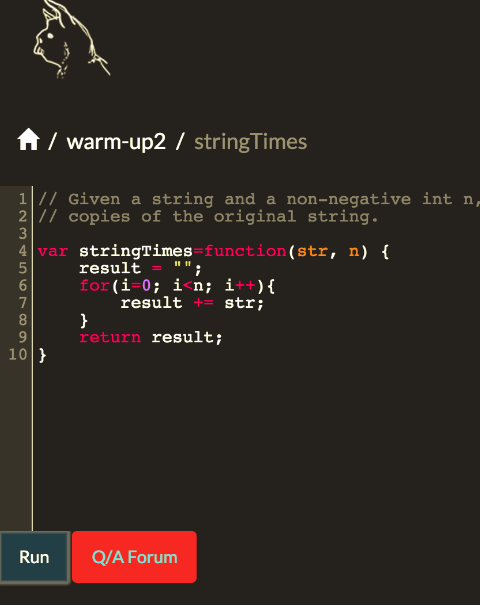 / warm-up2 / stringTimes
1 // Given a string and a non-negative int n,
2 // copies of the original string.
3
4 var stringTimes=function(str, n) {
5     result = "";
6     for(i=0; i<n; i++){
7         result += str;
8     }
9     return result;
10 }
Run Q/A Forum